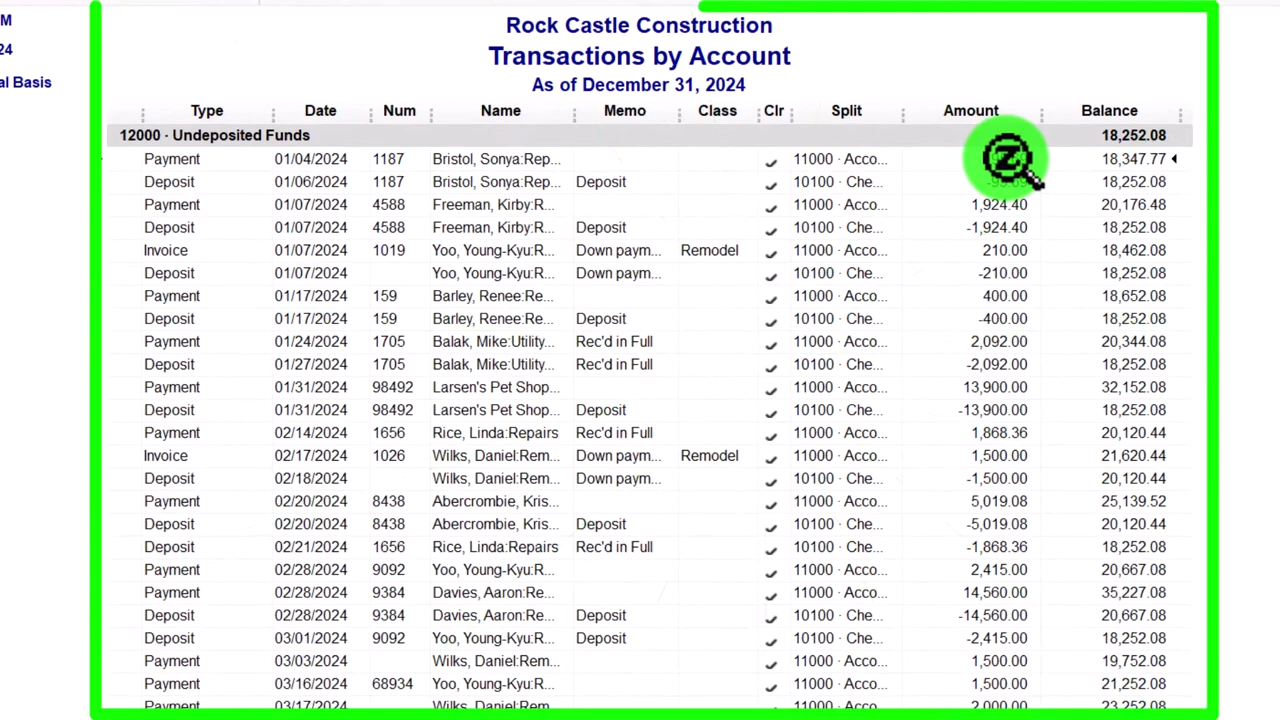 M
24
al Basis
Rock Castle Construction
Transactions by Account
As of December 31, 2024
Type Date Num Name Memo Class Clr Split Amount Balance
12000 · Undeposited Funds 18,252.08
Payment 01/04/2024 1187 Bristol, Sonya:Rep... 11000 · Acco... 18,347.77
Deposit 01/06/2024 1187 Bristol, Sonya:Rep... Deposit 10100 · Che... 18,252.08
Payment 01/07/2024 4588 Freeman, Kirby:R... 11000 · Acco... 1,924.40 20,176.48
Deposit 01/07/2024 4588 Freeman, Kirby:R... Deposit 10100 · Che... -1,924.40 18,252.08
Invoice 01/07/2024 1019 Yoo, Young-Kyu:R... Down paym... Remodel 11000 · Acco... 210.00 18,462.08
Deposit 01/07/2024 Yoo, Young-Kyu:R... Down paym... 10100 · Che... -210.00 18,252.08
Payment 01/17/2024 159 Barley, Renee:Re... 11000 · Acco... 400.00 18,652.08
Deposit 01/17/2024 159 Barley, Renee:Re... Deposit 10100 · Che... -400.00 18,252.08
Payment 01/24/2024 1705 Balak, Mike:Utility... Rec'd in Full 11000 · Acco... 2,092.00 20,344.08
Deposit 01/27/2024 1705 Balak, Mike:Utility... Rec'd in Full 10100 · Che... -2,092.00 18,252.08
Payment 01/31/2024 98492 Larsen's Pet Shop... 11000 · Acco... 13,900.00 32,152.08
Deposit 01/31/2024 98492 Larsen's Pet Shop... Deposit 10100 · Che... -13,900.00 18,252.08
Payment 02/14/2024 1656 Rice, Linda:Repairs Rec'd in Full 11000 · Acco... 1,868.36 20,120.44
Invoice 02/17/2024 1026 Wilks, Daniel:Rem... Down paym... Remodel 11000 · Acco... 1,500.00 21,620.44
Deposit 02/18/2024 Wilks, Daniel:Rem... Down paym... 10100 · Che... -1,500.00 20,120.44
Payment 02/20/2024 8438 Abercrombie, Kris... 11000 · Acco... 5,019.08 25,139.52
Deposit 02/20/2024 8438 Abercrombie, Kris... Deposit 10100 · Che... -5,019.08 20,120.44
Deposit 02/21/2024 1656 Rice, Linda:Repairs Rec'd in Full 10100 · Che... -1,868.36 18,252.08
Payment 02/28/2024 9092 Yoo, Young-Kyu:R... 11000 · Acco... 2,415.00 20,667.08
Payment 02/28/2024 9384 Davies, Aaron:Re... 11000 · Acco... 14,560.00 35,227.08
Deposit 02/28/2024 9384 Davies, Aaron:Re... Deposit 10100 · Che... -14,560.00 20,667.08
Deposit 03/01/2024 9092 Yoo, Young-Kyu:R... Deposit 10100 · Che... -2,415.00 18,252.08
Payment 03/03/2024 Wilks, Daniel:Rem... 11000 · Acco... 1,500.00 19,752.08
Payment 03/16/2024 68934 Yoo, Young-Kyu:R... 11000 · Acco... 1,500.00 21,252.08
Payment 03/17/2024 Wilks, Daniel:Rem... 11000 · Acco... 2,000.00 23,252.08